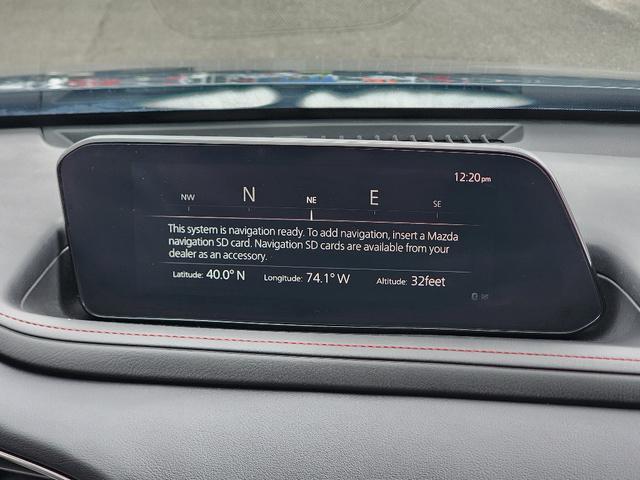 12:20pm
NW N NE E SE
This system is navigation ready. To add navigation, insert a Mazda
navigation SD card. Navigation SD cards are available from your
dealer as an accessory.
Latitude: 40.0° N Longitude: 74.1° W Altitude: 32feet